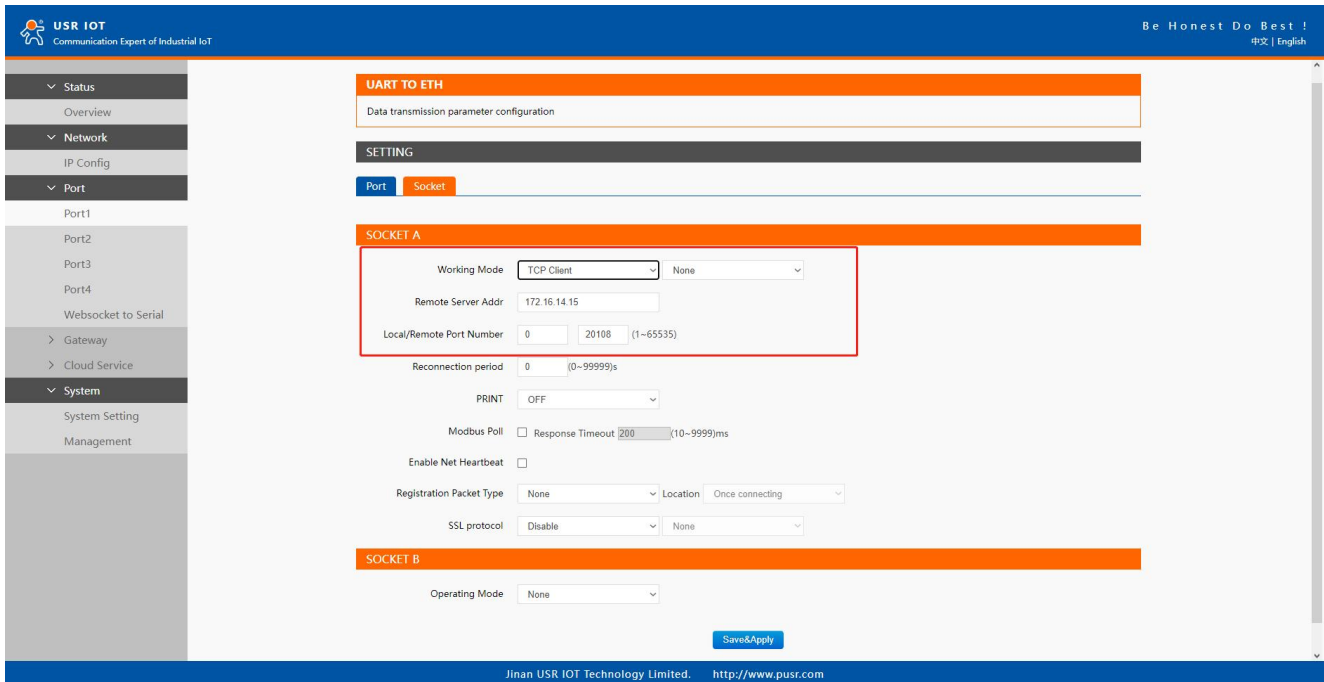 USR IOT
Communication Expert of Industrial IoT
Be Honest Do Best !
中文 | English
Status
Overview
Network
IP Config
Port
Port1
Port2
Port3
Port4
Websocket to Serial
Gateway
Cloud Service
System
System Setting
Management
UART TO ETH
Data transmission parameter configuration
SETTING
Port Socket
SOCKET A
Working Mode TCP Client None
Remote Server Addr 172.16.14.15
Local/Remote Port Number 0 20108 (1~65535)
Reconnection period 0 (0~99999)s
PRINT OFF
Modbus Poll Response Timeout 200 (10~9999)ms
Enable Net Heartbeat
Registration Packet Type None Location Once connecting
SSL protocol Disable None
SOCKET B
Operating Mode None
Save&Apply
Jinan USR IOT Technology Limited. http://www.pusr.com